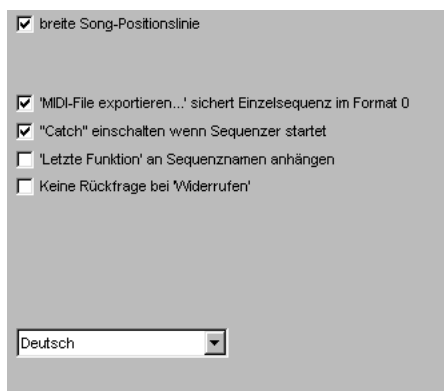 breite Song-Positionslinie
'MIDI-File exportieren...' sichert Einzelsequenz im Format 0
"Catch" einschalten wenn Sequenzer startet
'Letzte Funktion' an Sequenznamen anhängen
Keine Rückfrage bei 'Widerrufen'
Deutsch